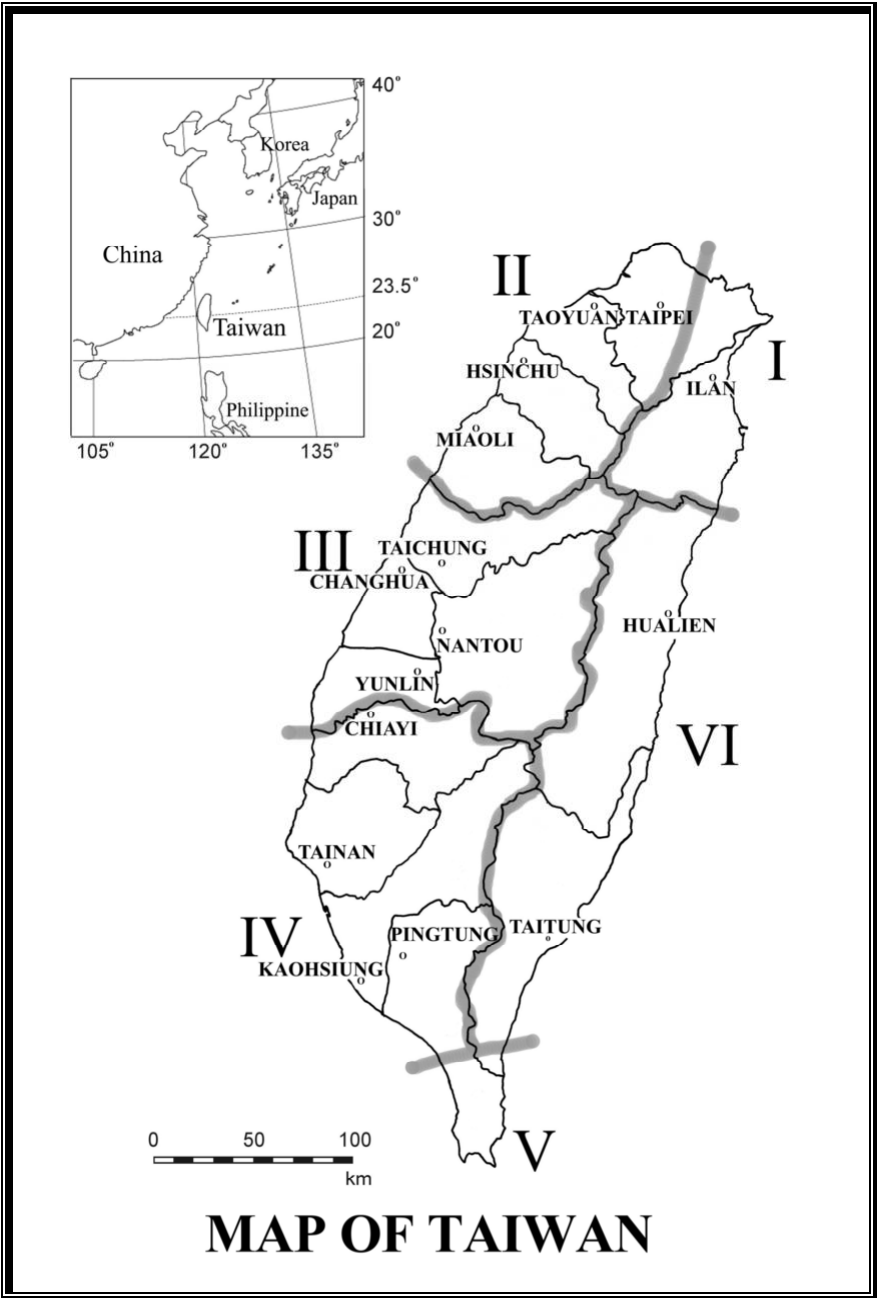 40°
Korea
Japan
30°
China
23.5°
Taiwan
20°
Philippine
105° 120° 135°
II
TAOYUAN TAIPEI
I
HSINCHU
ILAN
MIAOLI
III
TAICHUNG
CHANGHUA
HUALIEN
NANTOU
YUNLIN
CHIAYI
VI
TAINAN
IV
PINGTUNG TAITUNG
KAOHSIUNG
V
0 50 100
km
MAP OF TAIWAN